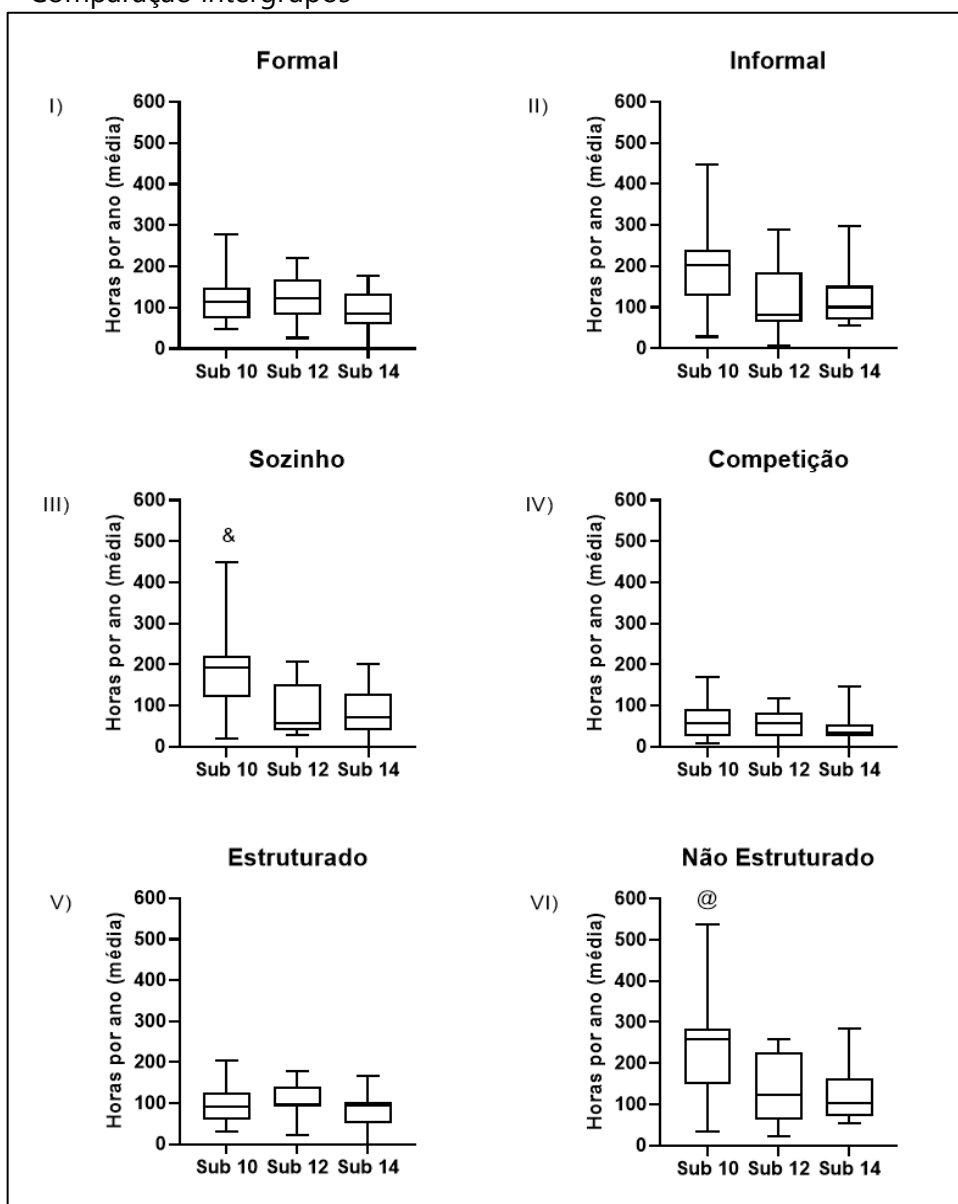 Comparação intergrupos
Formal
I)
Horas por ano (média)
600
500
400
300
200
100
0
Sub 10 Sub 12 Sub 14
Informal
II)
Horas por ano (média)
600
500
400
300
200
100
0
Sub 10 Sub 12 Sub 14
Sozinho
III)
Horas por ano (média)
600
500
400
300
200
100
0
&
Sub 10 Sub 12 Sub 14
Competição
IV)
Horas por ano (média)
600
500
400
300
200
100
0
Sub 10 Sub 12 Sub 14
Estruturado
V)
Horas por ano (média)
600
500
400
300
200
100
0
Sub 10 Sub 12 Sub 14
Não Estruturado
VI)
Horas por ano (média)
600
500
400
300
200
100
0
@
Sub 10 Sub 12 Sub 14